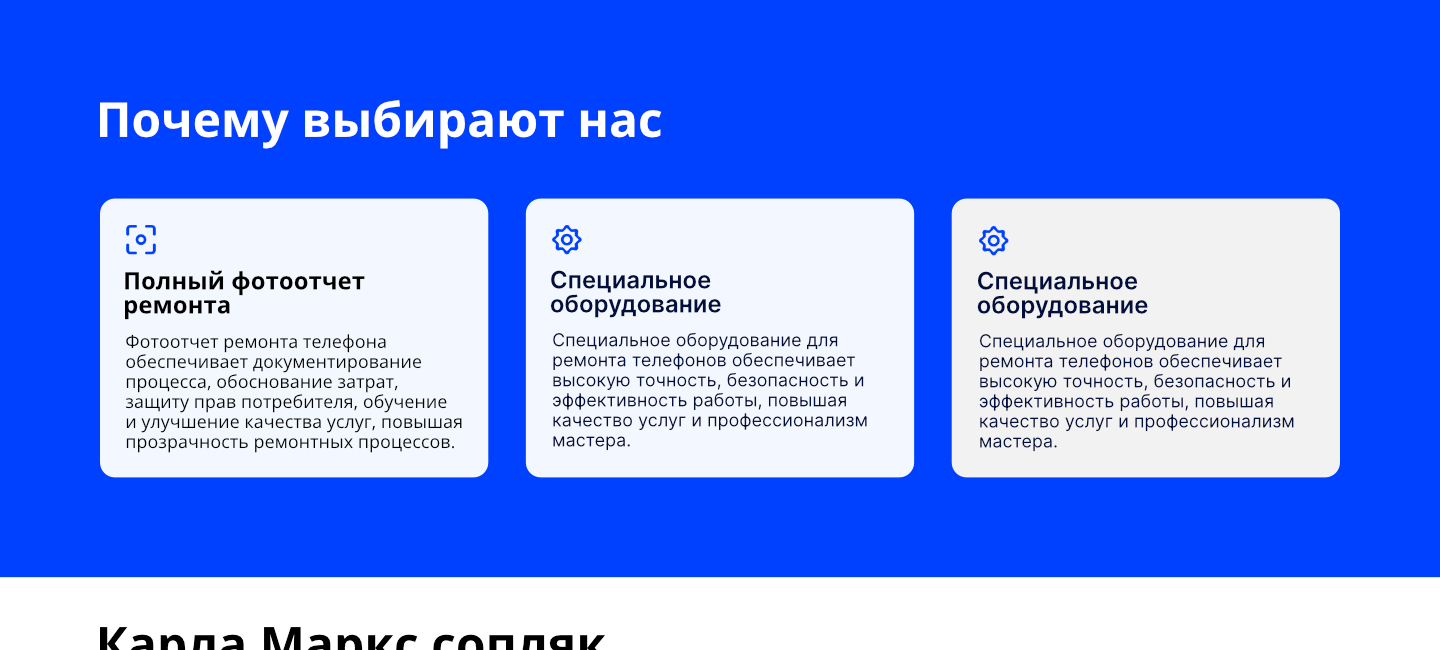 Почему выбирают нас
Полный фотоотчет
ремонта
Фотоотчет ремонта телефона
обеспечивает документирование
процесса, обоснование затрат,
защиту прав потребителя, обучение
и улучшение качества услуг, повышая
прозрачность ремонтных процессов.
Специальное
оборудование
Специальное оборудование для
ремонта телефонов обеспечивает
высокую точность, безопасность и
эффективность работы, повышая
качество услуг и профессионализм
мастера.
Специальное
оборудование
Специальное оборудование для
ремонта телефонов обеспечивает
высокую точность, безопасность и
эффективность работы, повышая
качество услуг и профессионализм
мастера.
Карла Маркс сопляк